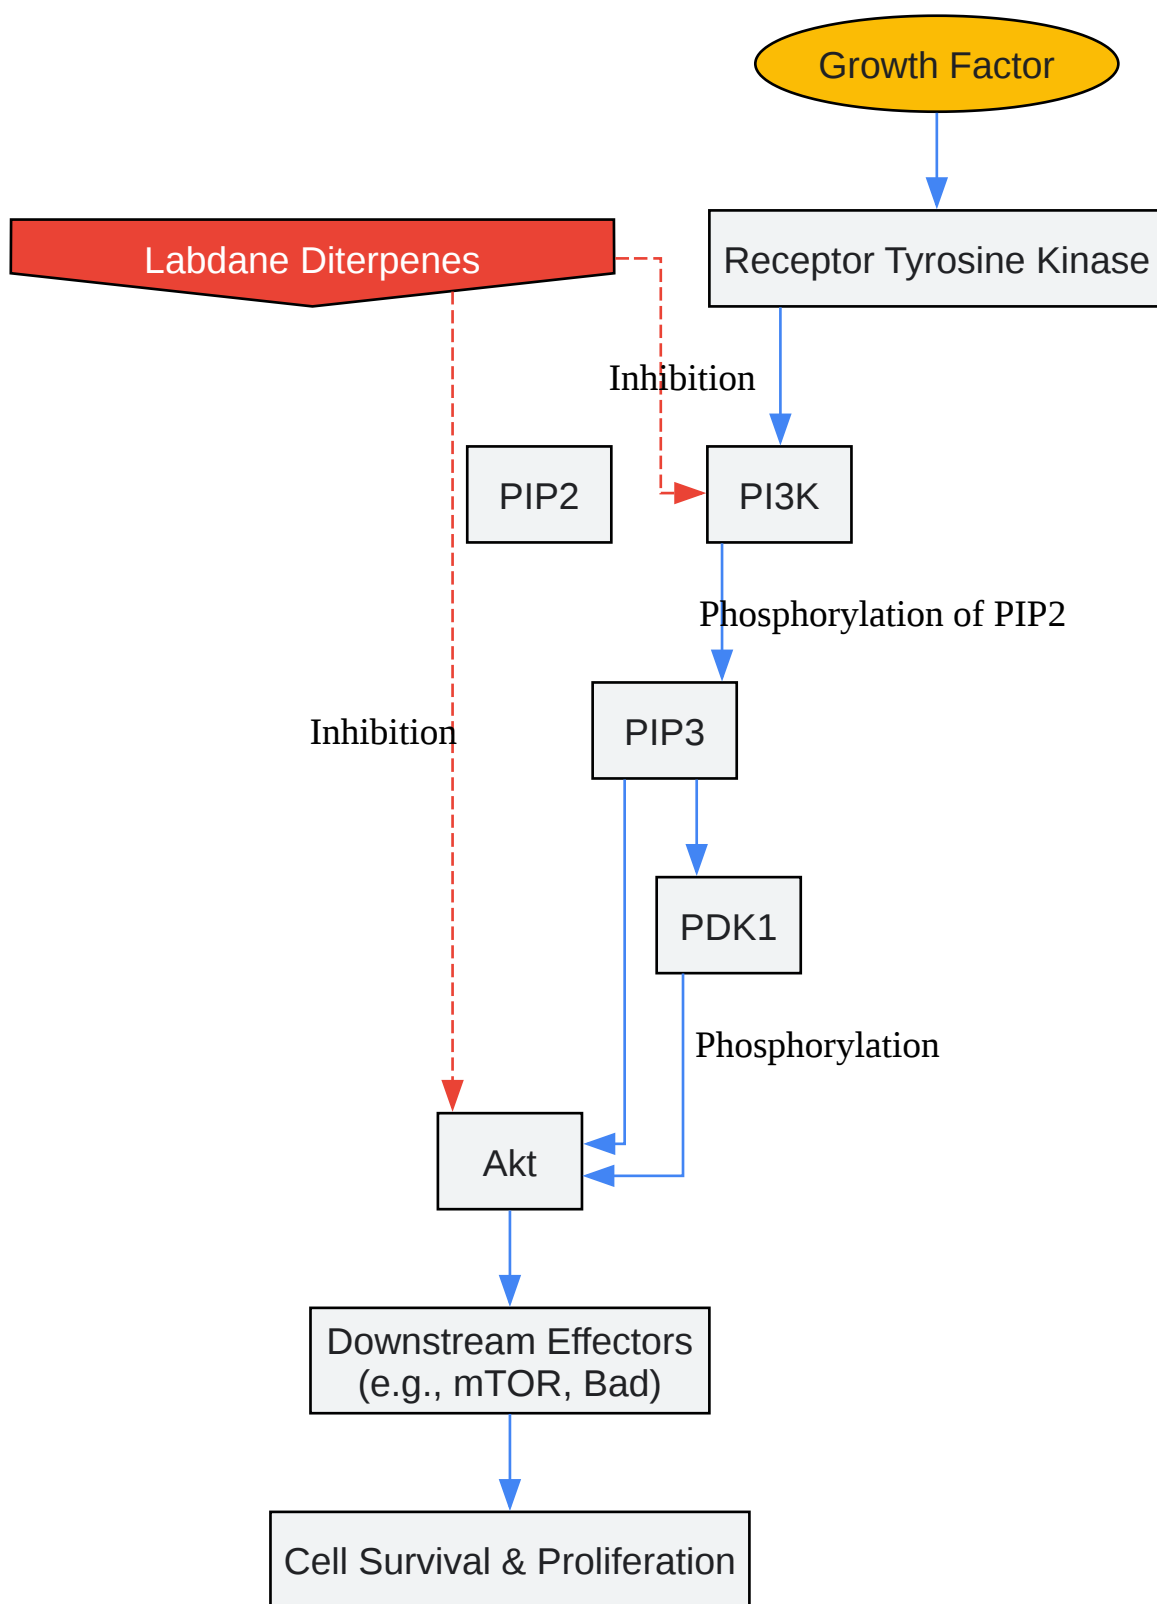 Growth Factor
Labdane Diterpenes
Receptor Tyrosine Kinase
Inhibition
PIP2
PI3K
Phosphorylation of PIP2
PIP3
Inhibition
PDK1
Phosphorylation
Akt
Downstream Effectors
(e.g., mTOR, Bad)
Cell Survival & Proliferation